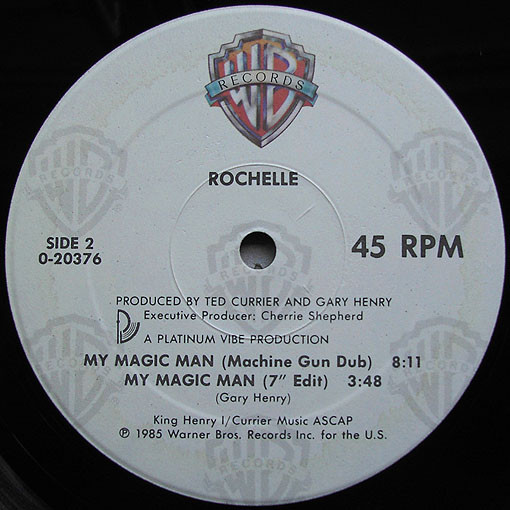 WB
RECORDS
ROCHELLE
SIDE 2
0-20376
45 RPM
PRODUCED BY TED CURRIER AND GARY HENRY
Executive Producer: Cherrie Shepherd
A PLATINUM VIBE PRODUCTION
MY MAGIC MAN (Machine Gun Dub) 8:11
MY MAGIC MAN (7" Edit) 3:48
(Gary Henry)
King Henry I/Currier Music ASCAP
℗ 1985 Warner Bros. Records Inc. for the U.S.